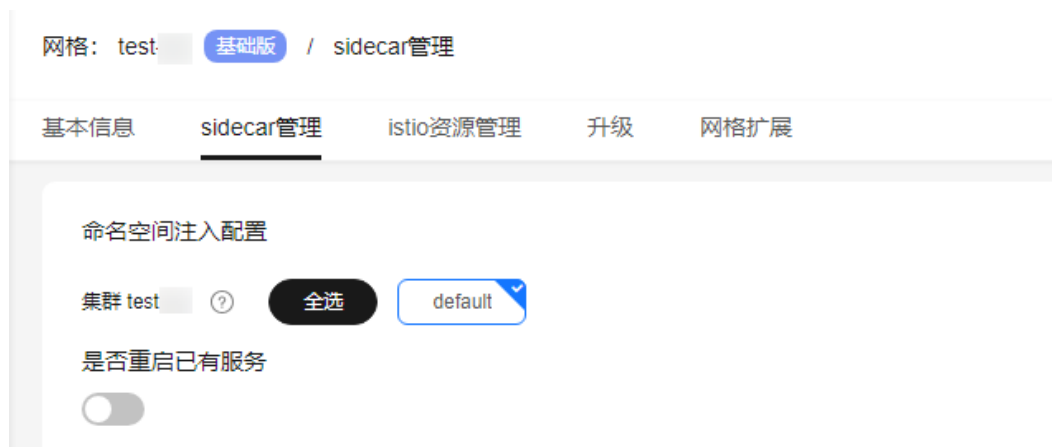 网格： test- 基础版 / sidecar管理
基本信息 sidecar管理 istio资源管理 升级 网格扩展
命名空间注入配置
集群 test ? 全选 default
是否重启已有服务